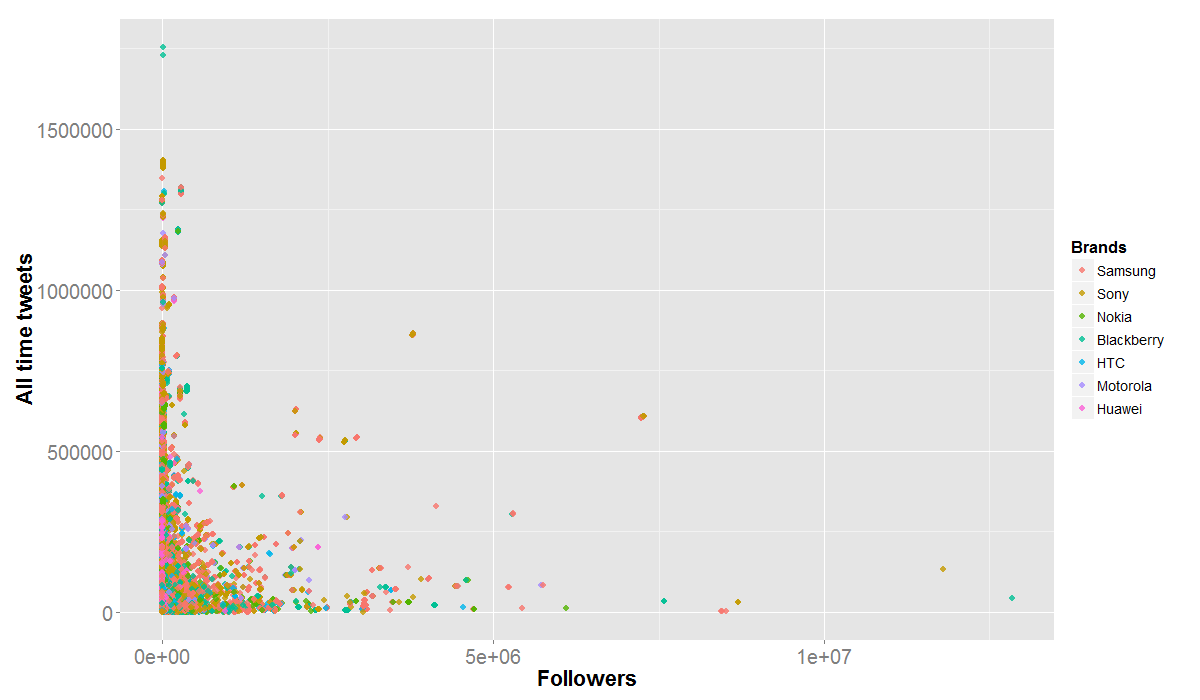 All time tweets
1500000
1000000
500000
0
0e+00
5e+06
1e+07
Followers
Brands
Samsung
Sony
Nokia
Blackberry
HTC
Motorola
Huawei